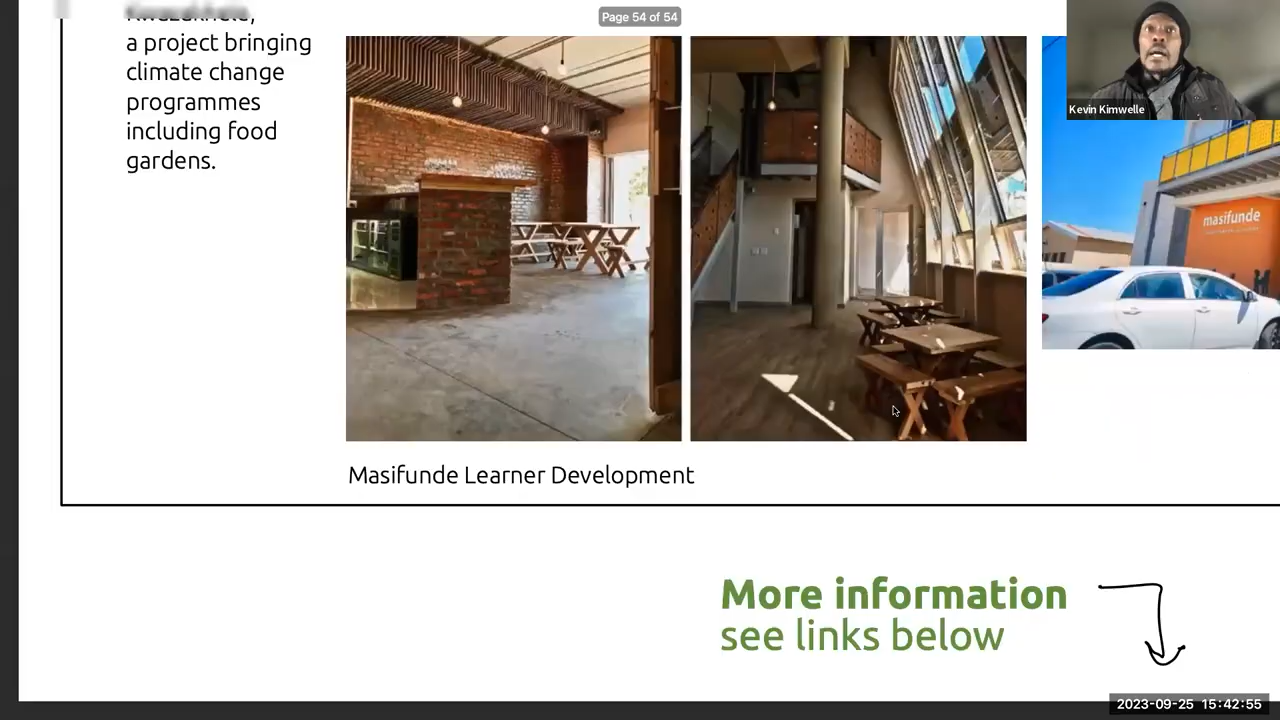 Page 54 of 54
a project bringing
climate change
programmes
including food
gardens.
Kevin Kimwelle
masifunde
Masifunde Learner Development
More information
see links below
2023-09-25 15:42:55